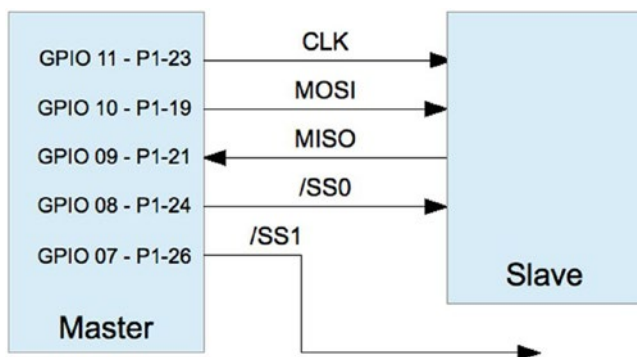 CLK
GPIO 11 - P1-23
MOSI
GPIO 10 - P1-19
MISO
GPIO 09 - P1-21
/SS0
GPIO 08 - P1-24
/SS1
GPIO 07 - P1-26
Slave
Master